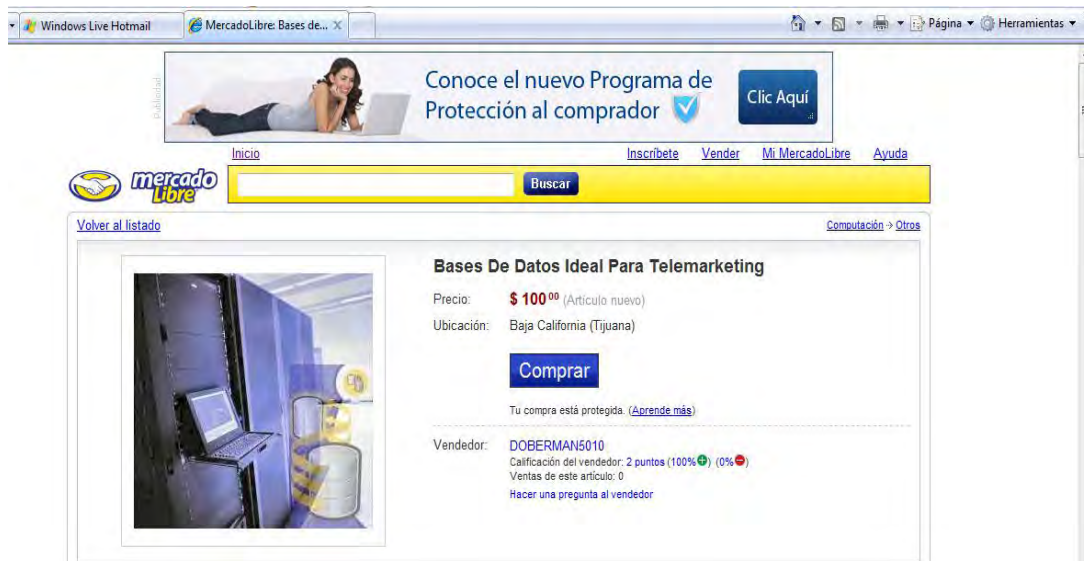 Windows Live Hotmail
MercadoLibre: Bases de... X
Página
Herramientas
Publicidad
Conoce el nuevo Programa de
Protección al comprador
Clic Aquí
Inicio
Inscríbete
Vender
Mi MercadoLibre
Ayuda
mercado
Libre
Buscar
Volver al listado
Computación → Otros
Bases De Datos Ideal Para Telemarketing
Precio: $ 100 00 (Artículo nuevo)
Ubicación: Baja California (Tijuana)
Comprar
Tu compra está protegida. (Aprende más)
Vendedor: DOBERMAN5010
Calificación del vendedor: 2 puntos (100%) (0%)
Ventas de este artículo: 0
Hacer una pregunta al vendedor